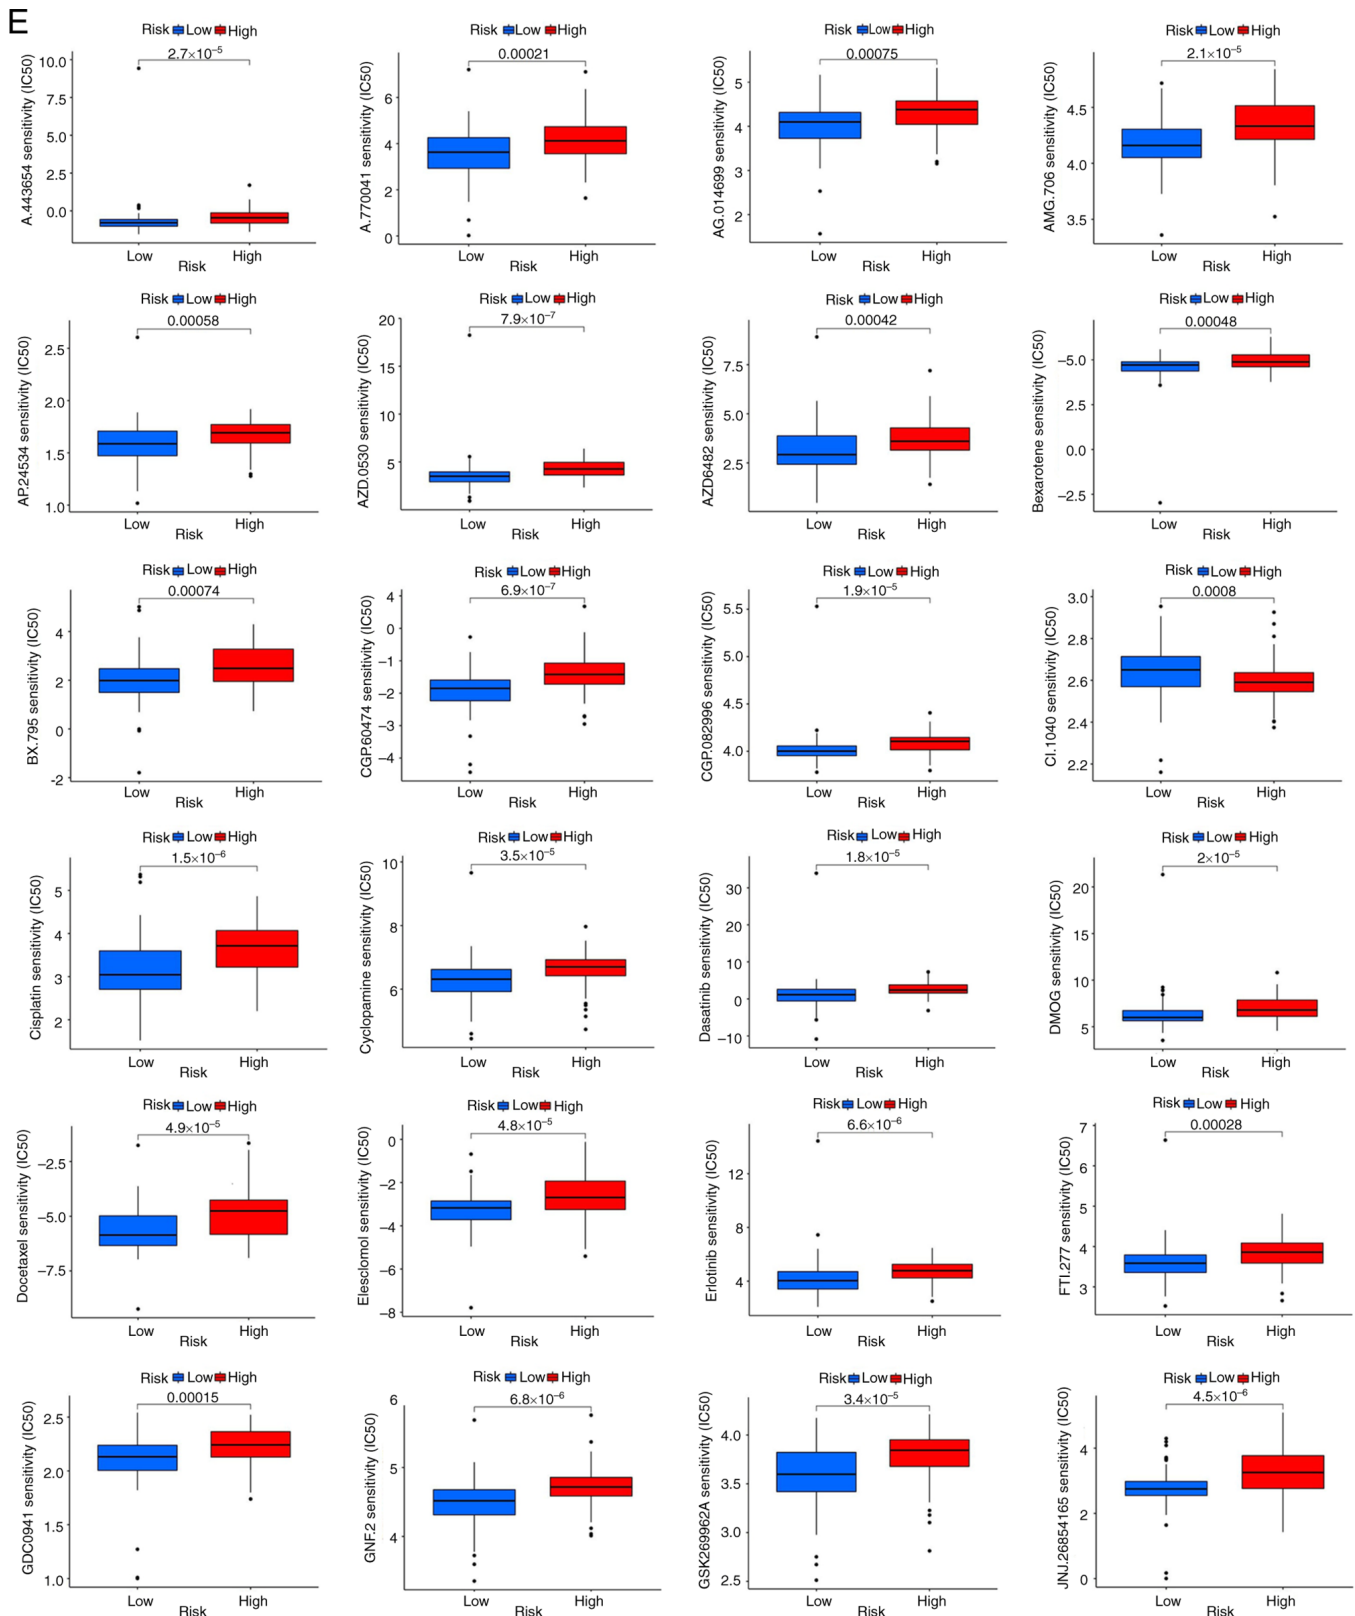 E
Risk Low High
2.7×10−5
A.443654 sensitivity (IC50)
10.0
7.5
5.0
2.5
0.0
Low High
Risk
Risk Low High
0.00021
A.770041 sensitivity (IC50)
6
4
2
0
Low High
Risk
Risk Low High
0.00075
AG.014699 sensitivity (IC50)
5
4
3
2
Low High
Risk
Risk Low High
2.1×10−5
AMG.706 sensitivity (IC50)
4.5
4.0
3.5
Low High
Risk
Risk Low High
0.00058
AP.24534 sensitivity (IC50)
2.5
2.0
1.5
1.0
Low High
Risk
Risk Low High
7.9×10−7
AZD.0530 sensitivity (IC50)
20
15
10
5
Low High
Risk
Risk Low High
0.00042
AZD6482 sensitivity (IC50)
7.5
5.0
2.5
Low High
Risk
Risk Low High
0.00048
Bexarotene sensitivity (IC50)
−5.0
2.5
0.0
−2.5
Low High
Risk
Risk Low High
0.00074
BX.795 sensitivity (IC50)
4
2
0
-2
Low High
Risk
Risk Low High
6.9×10−7
CGP.60474 sensitivity (IC50)
4
0
−1
−2
−3
−4
Low High
Risk
Risk Low High
1.9×10−5
CGP.082996 sensitivity (IC50)
5.5
5.0
4.5
4.0
Low High
Risk
Risk Low High
0.0008
CI.1040 sensitivity (IC50)
3.0
2.8
2.6
2.4
2.2
Low High
Risk
Risk Low High
1.5×10−6
Cisplatin sensitivity (IC50)
5
4
3
2
Low High
Risk
Risk Low High
3.5×10−5
Cyclopamine sensitivity (IC50)
10
8
6
Low High
Risk
Risk Low High
1.8×10−5
Dasatinib sensitivity (IC50)
30
20
10
0
−10
Low High
Risk
Risk Low High
2×10−5
DMOG sensitivity (IC50)
20
15
10
5
Low High
Risk
Risk Low High
4.9×10−5
Docetaxel sensitivity (IC50)
−2.5
−5.0
−7.5
Low High
Risk
Risk Low High
4.8×10−5
Elesclomol sensitivity (IC50)
0
−2
−4
−6
−8
Low High
Risk
Risk Low High
6.6×10−6
Erlotinib sensitivity (IC50)
12
8
4
Low High
Risk
Risk Low High
0.00028
FTI.277 sensitivity (IC50)
7
6
5
4
3
Low High
Risk
Risk Low High
0.00015
GDC0941 sensitivity (IC50)
2.5
2.0
1.5
1.0
Low High
Risk
Risk Low High
6.8×10−6
GNF.2 sensitivity (IC50)
6
5
4
Low High
Risk
Risk Low High
3.4×10−5
GSK269962A sensitivity (IC50)
4.0
3.5
3.0
2.5
Low High
Risk
Risk Low High
4.5×10−6
JNJ.26854165 sensitivity (IC50)
4
2
0
Low High
Risk